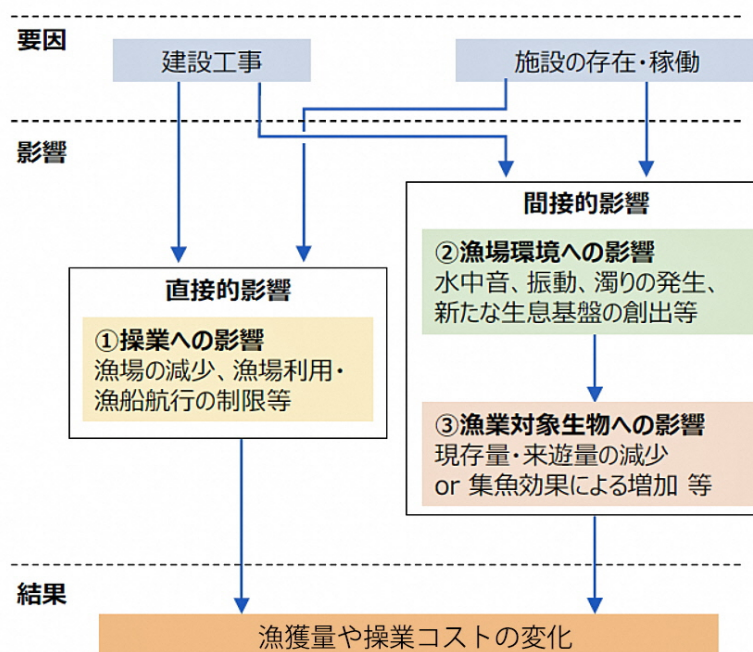 要因
建設工事
施設の存在・稼働
影響
直接的影響
①操業への影響
漁場の減少、漁場利用・
漁船航行の制限等
間接的影響
②漁場環境への影響
水中音、振動、濁りの発生、
新たな生息基盤の創出等
③漁業対象生物への影響
現存量・来遊量の減少
or 集魚効果による増加 等
結果
漁獲量や操業コストの変化